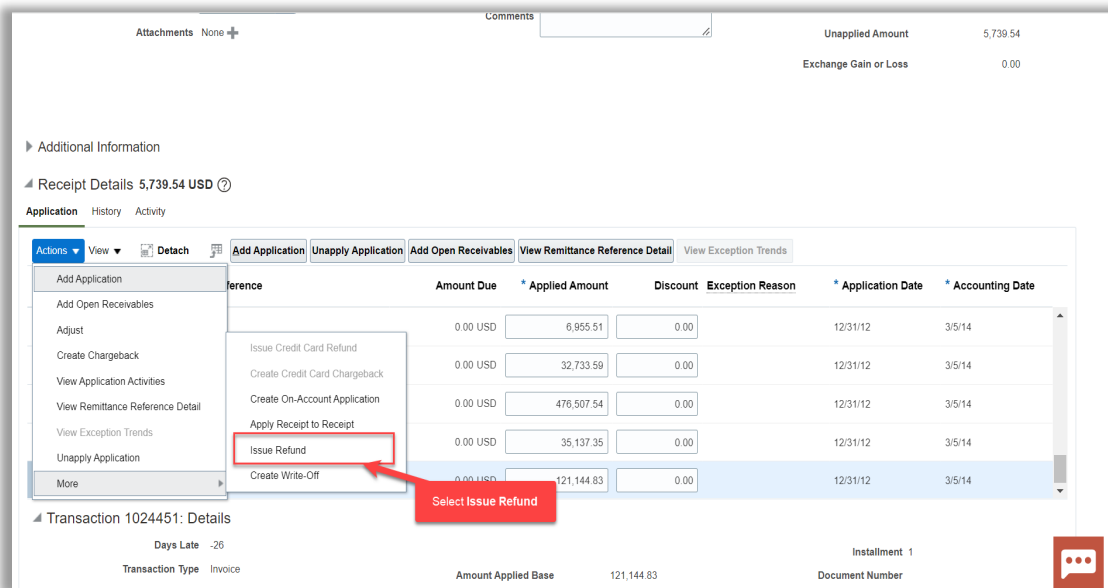 Comments
Attachments None
Unapplied Amount 5,739.54
Exchange Gain or Loss 0.00
Additional Information
Receipt Details 5,739.54 USD ?
Application History Activity
Actions View Detach Add Application Unapply Application Add Open Receivables View Remittance Reference Detail View Exception Trends
ference Amount Due * Applied Amount Discount Exception Reason * Application Date * Accounting Date
Add Application
Add Open Receivables
Adjust
Create Chargeback
View Application Activities
View Remittance Reference Detail
View Exception Trends
Unapply Application
More
Issue Credit Card Refund
Create Credit Card Chargeback
Create On-Account Application
Apply Receipt to Receipt
Issue Refund
Create Write-Off
0.00 USD 6,955.51 0.00 12/31/12 3/5/14
0.00 USD 32,733.59 0.00 12/31/12 3/5/14
0.00 USD 476,507.54 0.00 12/31/12 3/5/14
0.00 USD 35,137.35 0.00 12/31/12 3/5/14
0.00 USD 121,144.83 0.00 12/31/12 3/5/14
Select Issue Refund
Transaction 1024451: Details
Days Late -26
Installment 1
Transaction Type Invoice
Amount Applied Base 121,144.83
Document Number